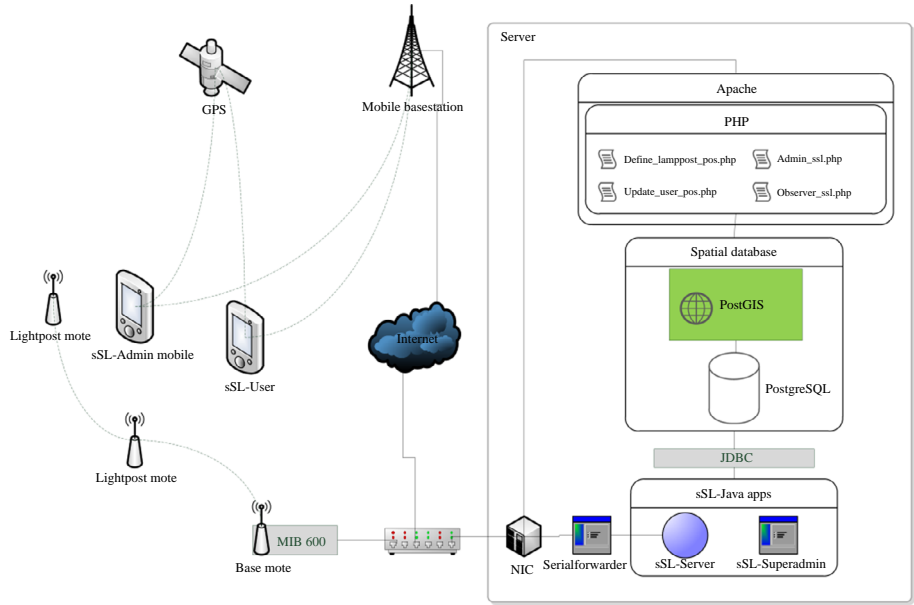 Server
GPS
Mobile basestation
Apache
PHP
Define_lamppost_pos.php
Admin_ssl.php
Update_user_pos.php
Observer_ssl.php
Spatial database
PostGIS
Lightpost mote
sSL-Admin mobile
Internet
sSL-User
PostgreSQL
JDBC
Lightpost mote
sSL-Java apps
MIB 600
Base mote
NIC
Serialforwarder
sSL-Server
sSL-Superadmin